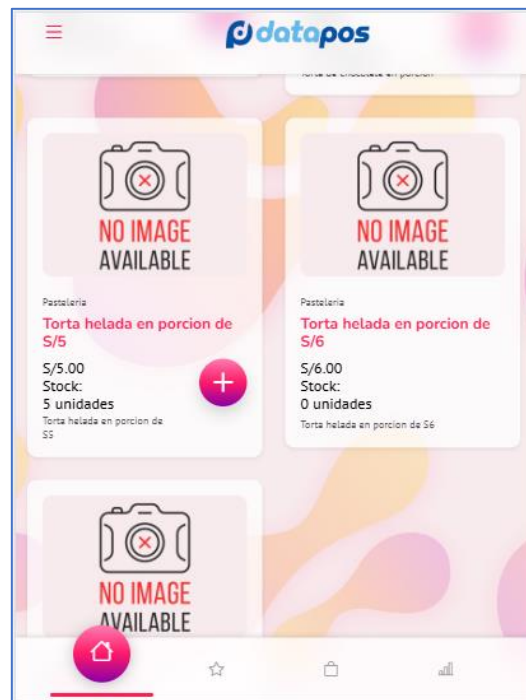 datapos
Torta de chocolate en porcion
NO IMAGE
AVAILABLE
Pasteleria
Torta helada en porcion de
S/5
S/5.00
Stock:
5 unidades
Torta helada en porcion de
S5
NO IMAGE
AVAILABLE
Pasteleria
Torta helada en porcion de
S/6
S/6.00
Stock:
0 unidades
Torta helada en porcion de S6
NO IMAGE
AVAILABLE